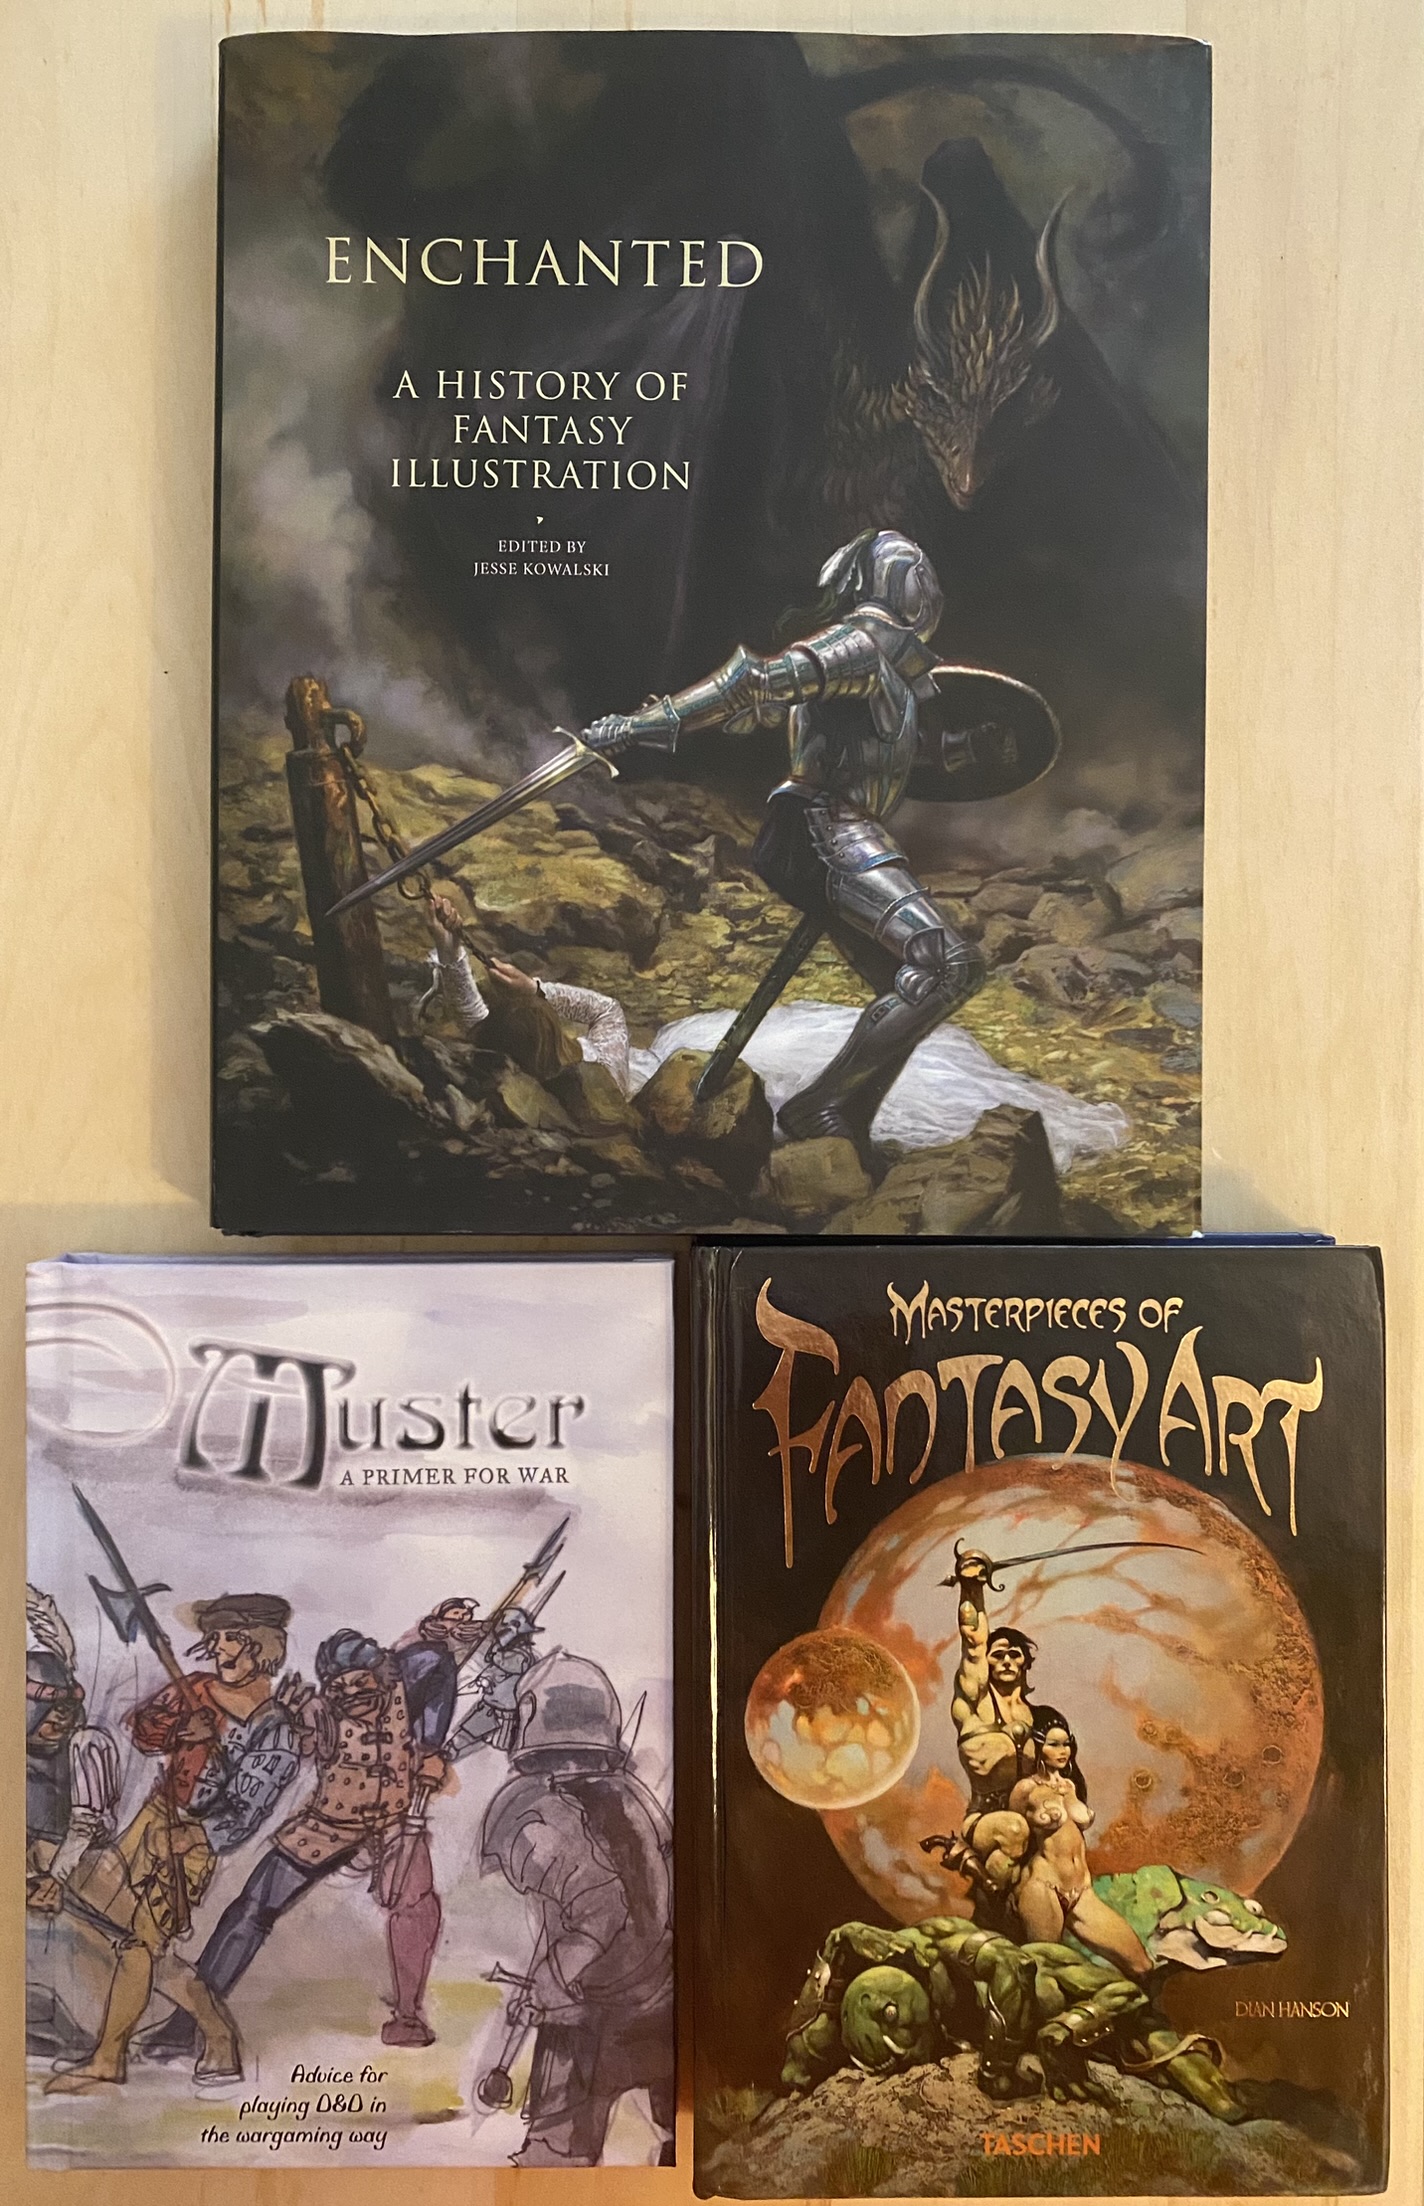 ENCHANTED
A HISTORY OF
FANTASY
ILLUSTRATION
EDITED BY
JESSE KOWALSKI
Muster
A PRIMER FOR WAR
Advice for
playing D&D in
the wargaming way
MASTERPIECES OF
FANTASY ART
DIAN HANSON
TASCHEN